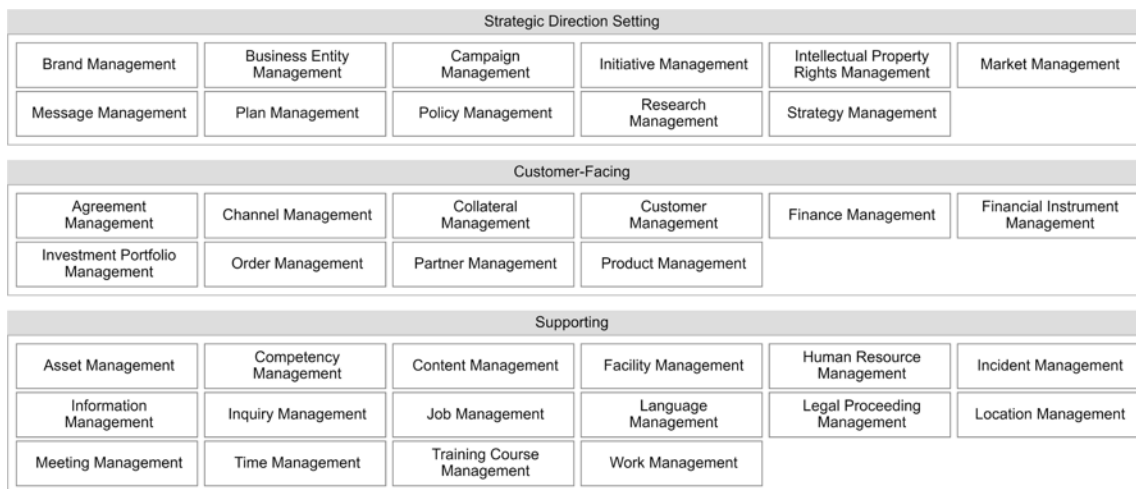 Strategic Direction Setting
Brand Management
Business Entity
Management
Campaign
Management
Initiative Management
Intellectual Property
Rights Management
Market Management
Message Management
Plan Management
Policy Management
Research
Management
Strategy Management
Customer-Facing
Agreement
Management
Channel Management
Collateral
Management
Customer
Management
Finance Management
Financial Instrument
Management
Investment Portfolio
Management
Order Management
Partner Management
Product Management
Supporting
Asset Management
Competency
Management
Content Management
Facility Management
Human Resource
Management
Incident Management
Information
Management
Inquiry Management
Job Management
Language
Management
Legal Proceeding
Management
Location Management
Meeting Management
Time Management
Training Course
Management
Work Management